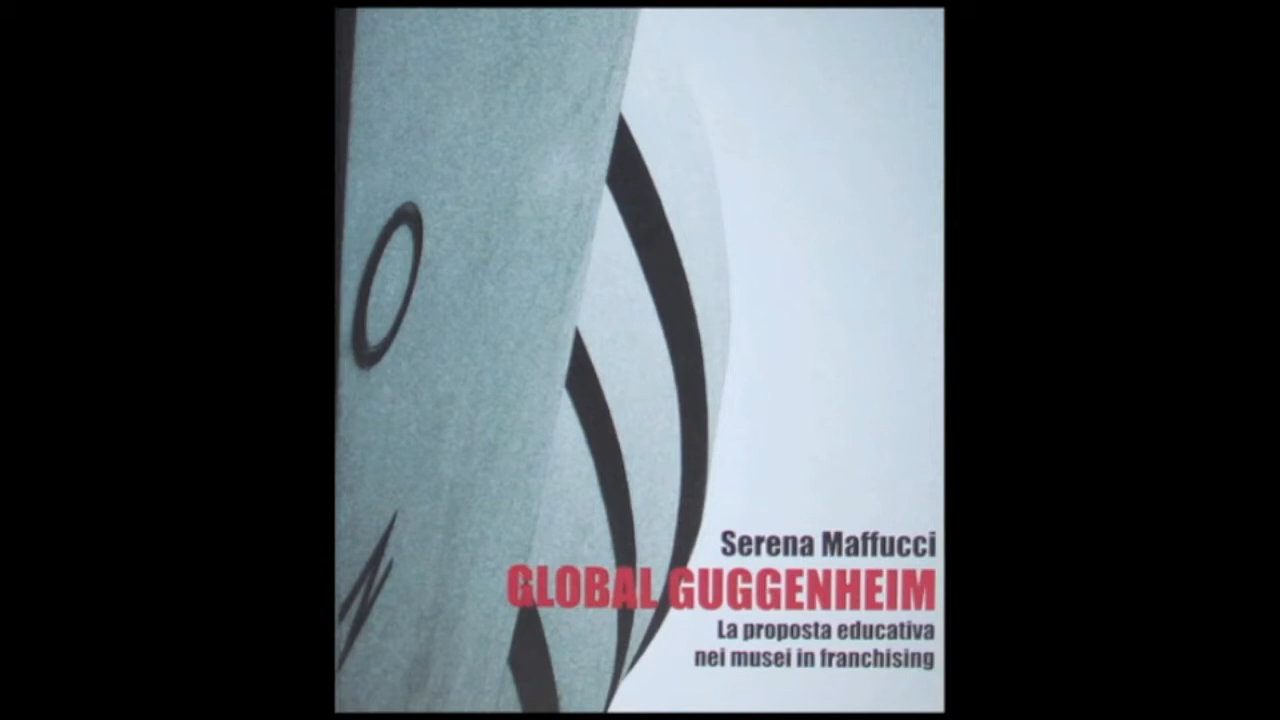 O
N
Serena Maffucci
GLOBAL GUGGENHEIM
La proposta educativa
nei musei in franchising